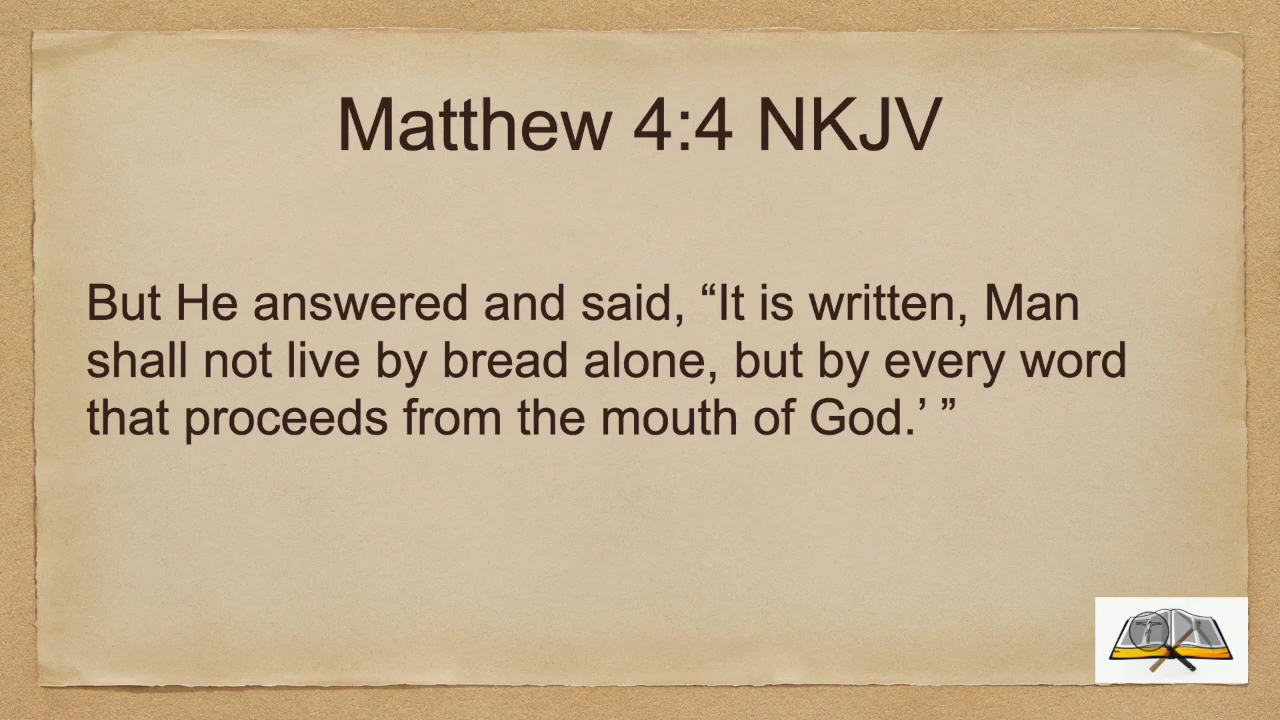 Matthew 4:4 NKJV
But He answered and said, “It is written, Man
shall not live by bread alone, but by every word
that proceeds from the mouth of God.’ ”